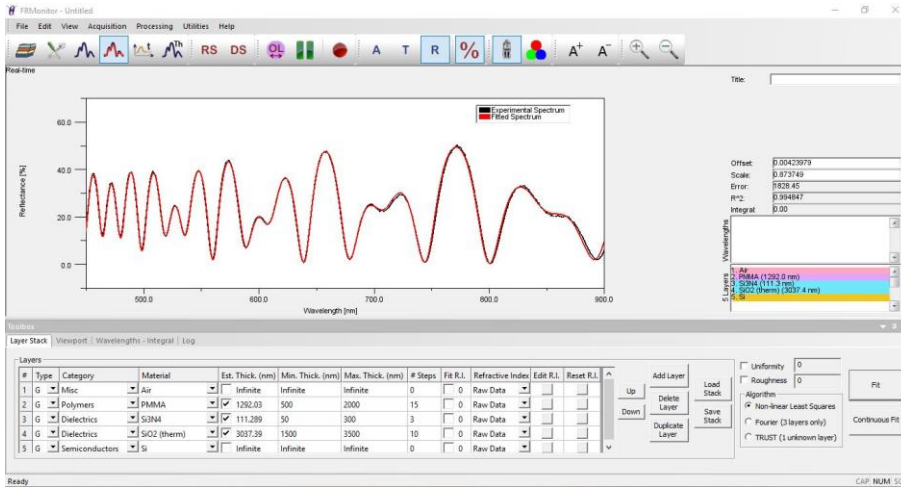 FRMonitor - Untitled
File Edit View Acquisition Processing Utilities Help
Th RS DS OL A T R % A+ A-
Real-time
Title:
Experimental Spectrum
Fitted Spectrum
60.0
40.0
20.0
0.0
Reflectance [%]
500.0 600.0 700.0 800.0 900.0
Wavelength [nm]
Offset: 0.00423979
Scale: 0.873749
Error: 1828.45
R^2: 0.994847
Integral: 0.00
Wavelengths
5 Layers
1. Air
2. PMMA (1292.0 nm)
3. Si3N4 (111.3 nm)
4. SiO2 (therm) (3037.4 nm)
5. Si
Toolbox
Layer Stack Viewport Wavelengths - Integral Log
Layers
# Type Category Material Est. Thick. (nm) Min. Thick. (nm) Max. Thick. (nm) # Steps Fit R.I. Refractive Index Edit R.I. Reset R.I.
1 G Misc Air Infinite Infinite Infinite 0 0 Raw Data
2 G Polymers PMMA 1292.03 500 2000 15 0 Raw Data
3 G Dielectrics Si3N4 111.289 50 300 3 0 Raw Data
4 G Dielectrics SiO2 (therm) 3037.39 1500 3500 10 0 Raw Data
5 G Semiconductors Si Infinite Infinite Infinite 0 0 Raw Data
Up
Down
Add Layer
Delete
Layer
Duplicate
Layer
Load
Stack
Save
Stack
Uniformity 0
Roughness 0
Algorithm
Non-linear Least Squares
Fourier (3 layers only)
TRUST (1 unknown layer)
Fit
Continuous Fit
Ready
CAP NUM